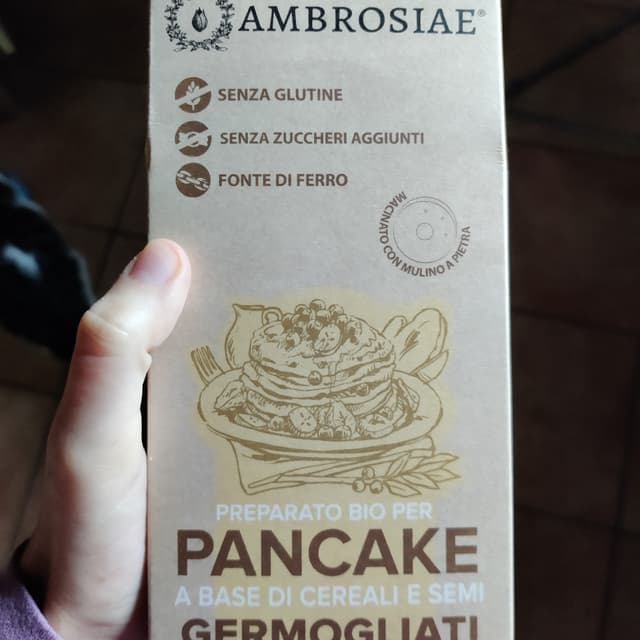 AMBROSIAE®
SENZA GLUTINE
SENZA ZUCCHERI AGGIUNTI
FONTE DI FERRO
MACINATO CON MULINO A PIETRA
PREPARATO BIO PER
PANCAKE
A BASE DI CEREALI E SEMI
GERMOGLIATI